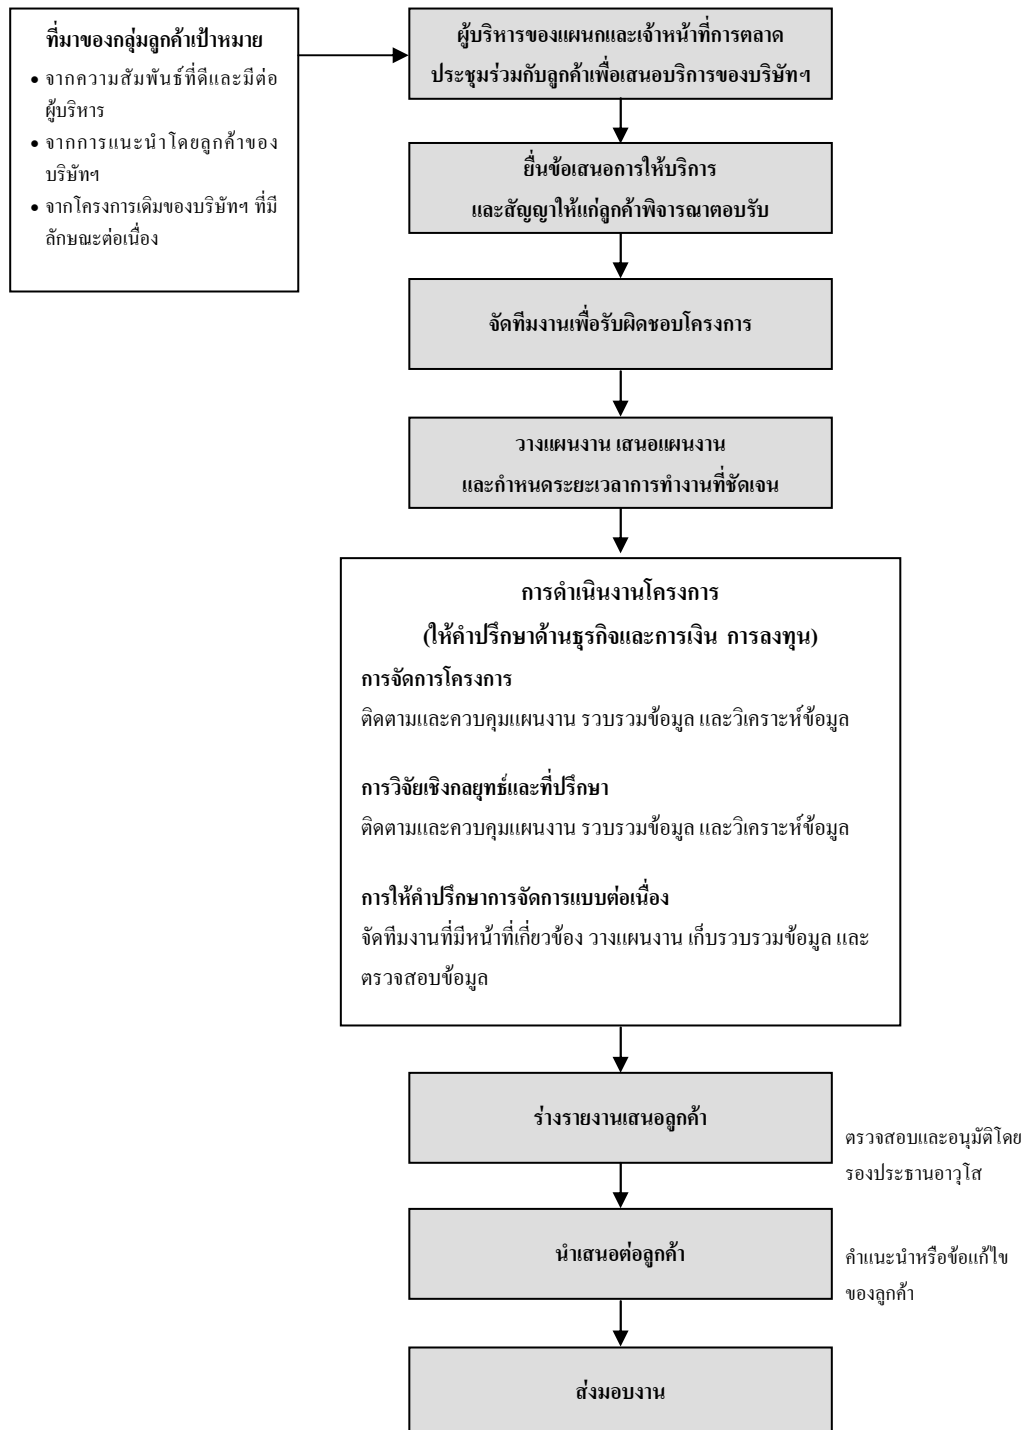 ที่มาของกลุ่มลูกค้าเป้าหมาย
• จากความสัมพันธ์ที่ดีและมีต่อ
ผู้บริหาร
• จากการแนะนำโดยลูกค้าของ
บริษัทฯ
• จากโครงการเดิมของบริษัทฯ ที่มี
ลักษณะต่อเนื่อง
ผู้บริหารของแผนกและเจ้าหน้าที่การตลาด
ประชุมร่วมกับลูกค้าเพื่อเสนอบริการของบริษัทฯ
ยื่นข้อเสนอการให้บริการ
และสัญญาให้แก่ลูกค้าพิจารณาตอบรับ
จัดทีมงานเพื่อรับผิดชอบโครงการ
วางแผนงาน เสนอแผนงาน
และกำหนดระยะเวลาการทำงานที่ชัดเจน
การดำเนินงานโครงการ
(ให้คำปรึกษาด้านธุรกิจและการเงิน การลงทุน)
การจัดการโครงการ
ติดตามและควบคุมแผนงาน รวบรวมข้อมูล และวิเคราะห์ข้อมูล
การวิจัยเชิงกลยุทธ์และที่ปรึกษา
ติดตามและควบคุมแผนงาน รวบรวมข้อมูล และวิเคราะห์ข้อมูล
การให้คำปรึกษาการจัดการแบบต่อเนื่อง
จัดทีมงานที่มีหน้าที่เกี่ยวข้อง วางแผนงาน เก็บรวบรวมข้อมูล และ
ตรวจสอบข้อมูล
ร่างรายงานเสนอลูกค้า
ตรวจสอบและอนุมัติโดย
รองประธานอาวุโส
นำเสนอต่อลูกค้า
คำแนะนำหรือข้อแก้ไข
ของลูกค้า
ส่งมอบงาน